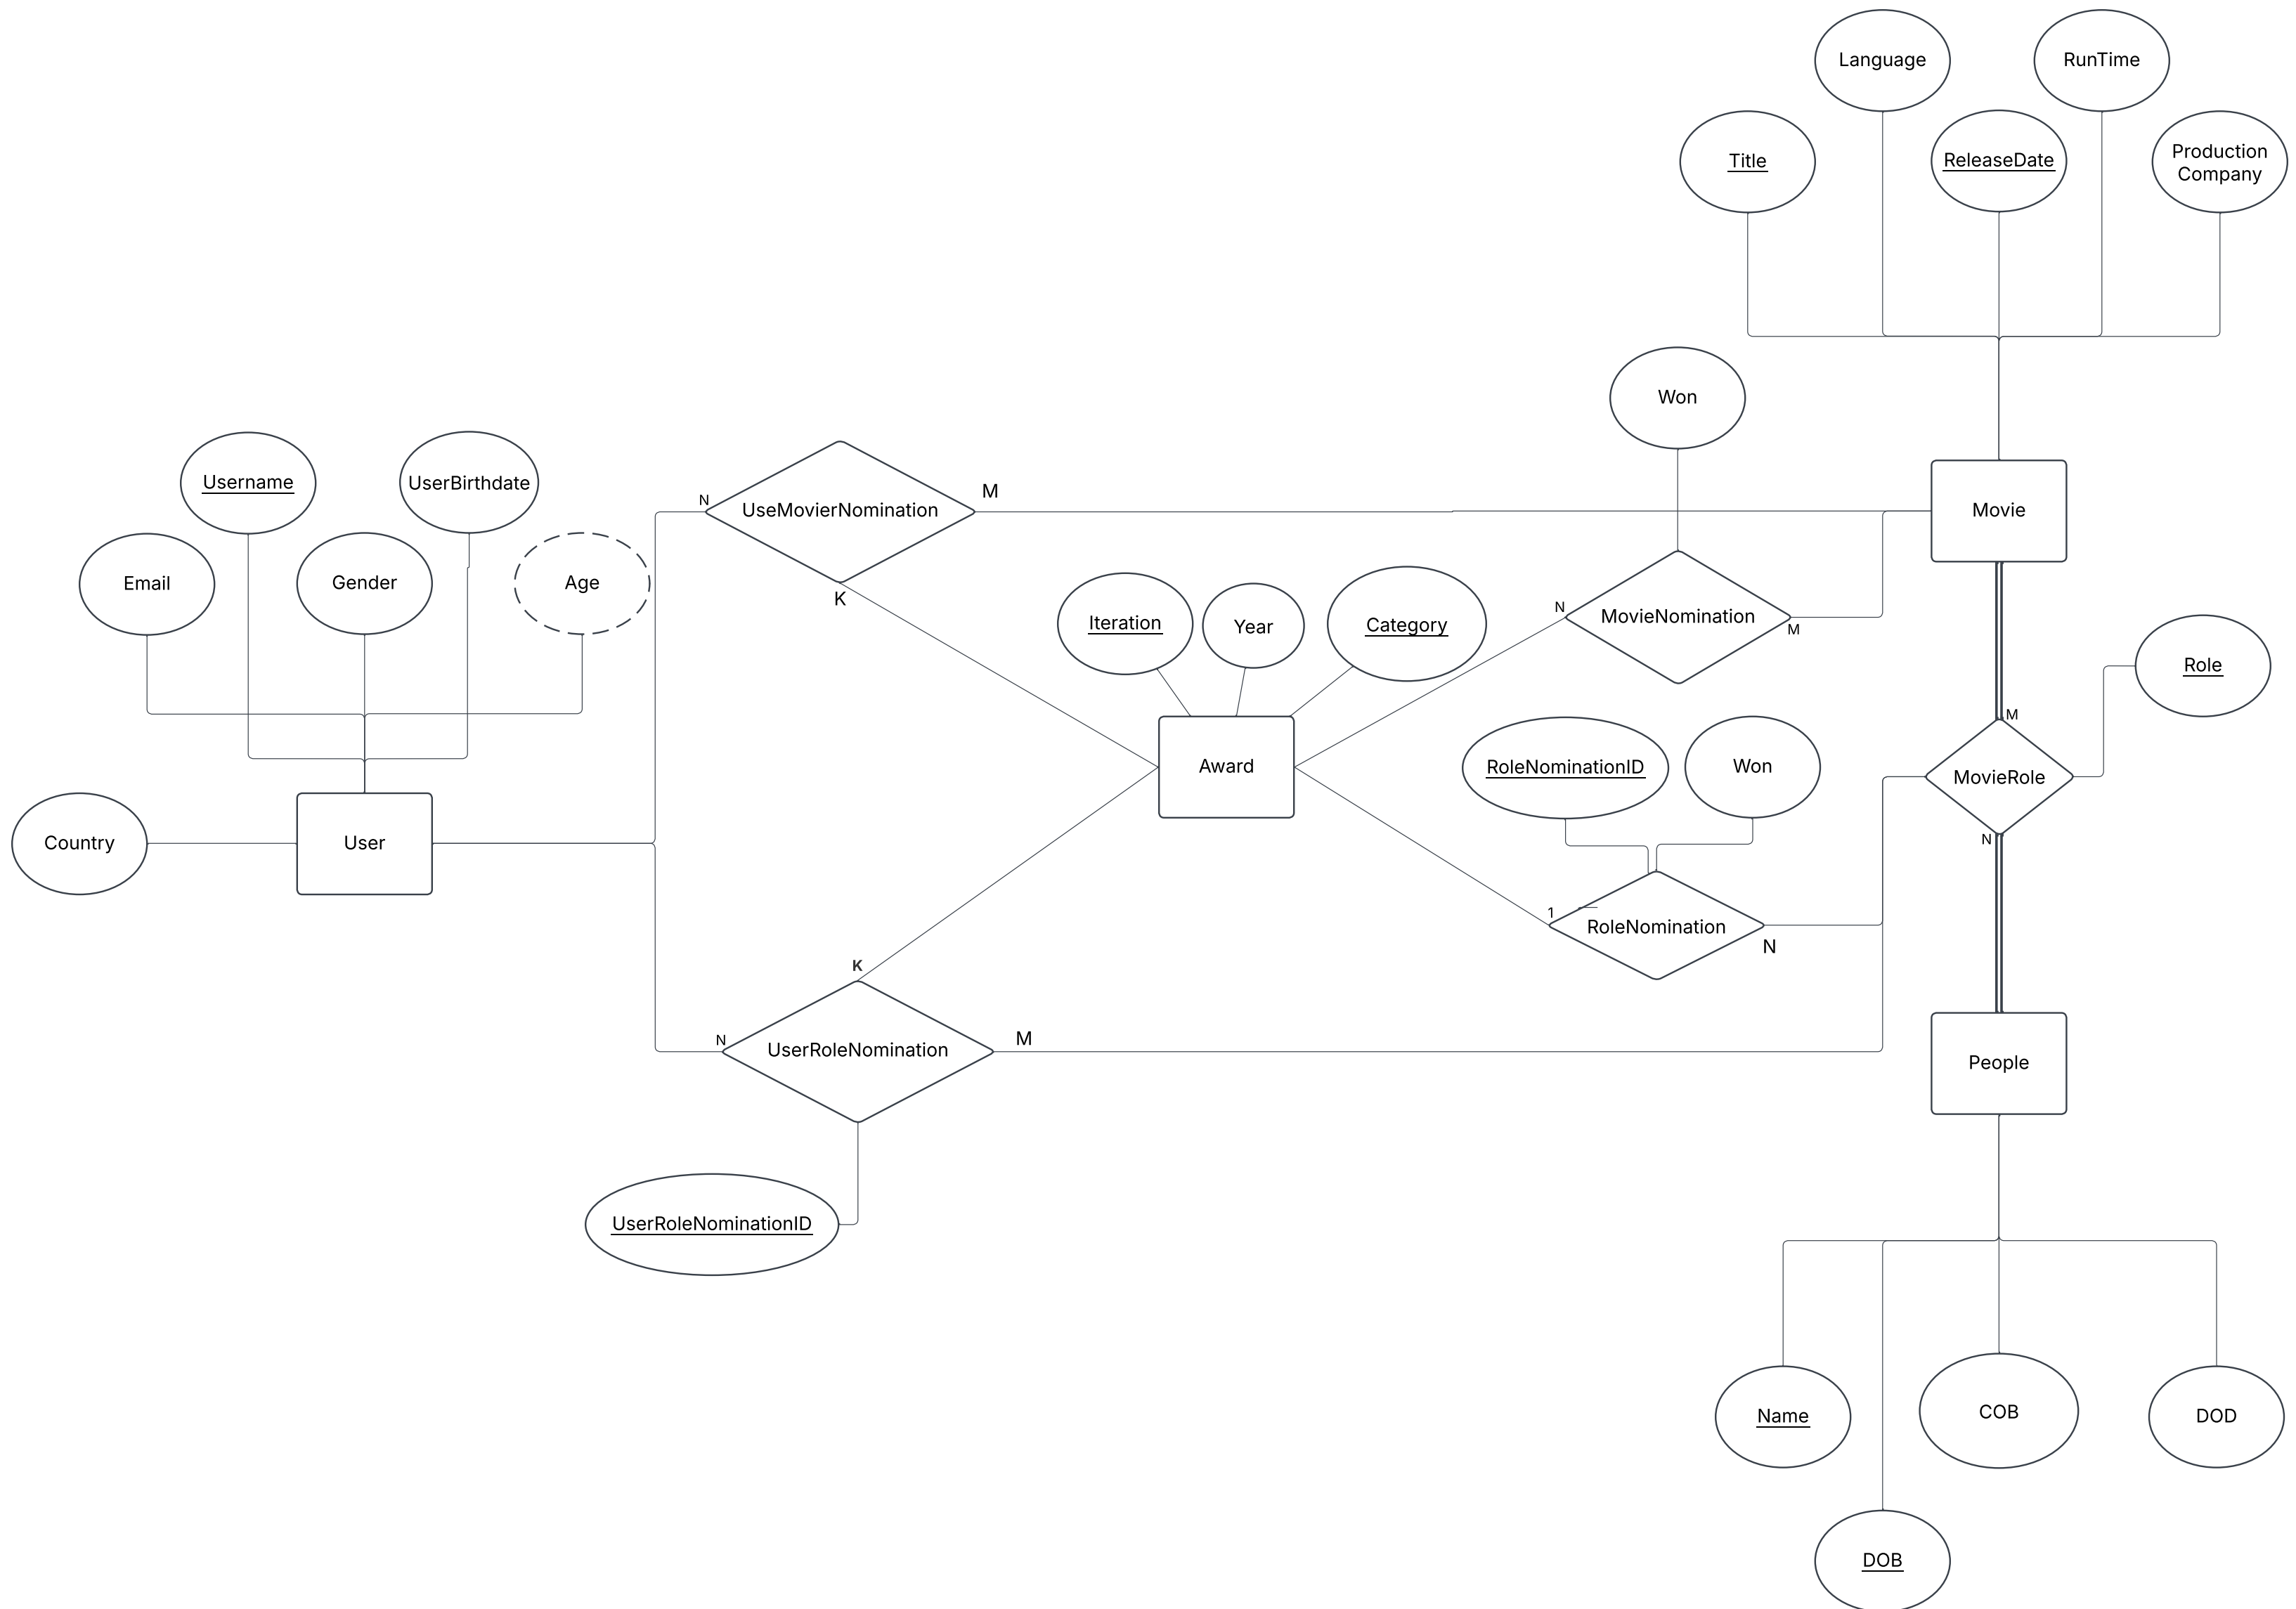 Language
RunTime
Title
ReleaseDate
Production
Company
Won
Username
UserBirthdate
N
M
UseMovierNomination
Movie
Email
Gender
Age
K
Iteration
Year
Category
N
MovieNomination
M
Role
M
RoleNominationID
Won
Award
MovieRole
N
Country
User
1
RoleNomination
N
K
N
M
UserRoleNomination
People
UserRoleNominationID
Name
COB
DOD
DOB